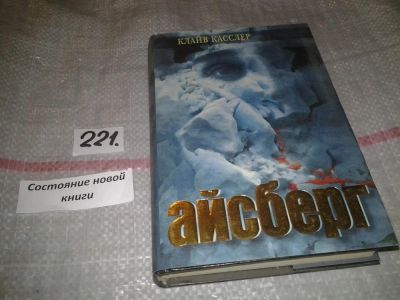 КЛАЙВ КАССЛЕР
221.
Состояние новой
книги
айсберг